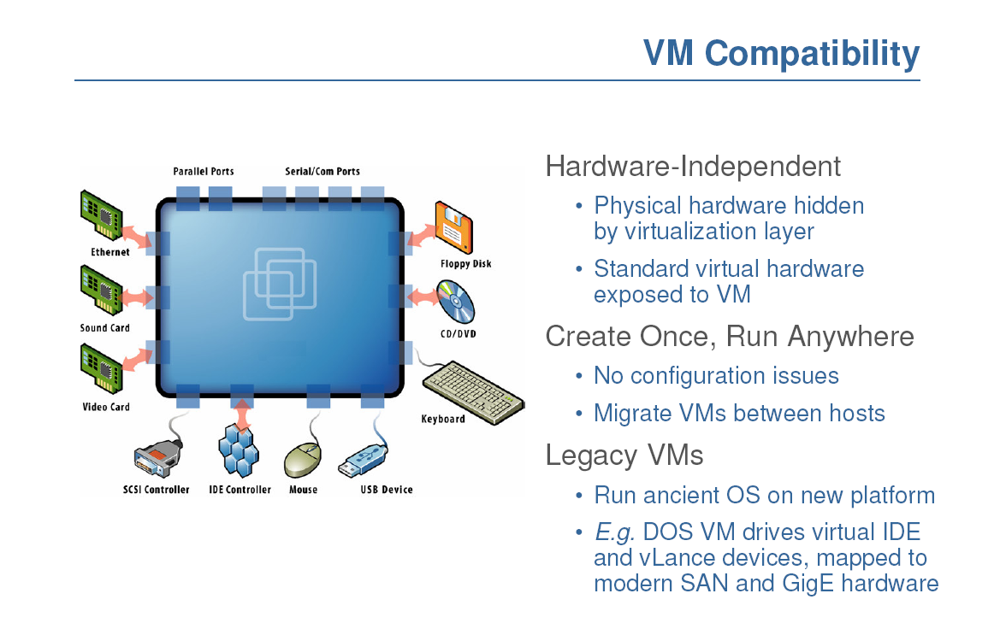 VM Compatibility
Parallel Ports
Serial/Com Ports
Ethernet
Sound Card
Video Card
Floppy Disk
CD/DVD
Keyboard
SCSI Controller
IDE Controller
Mouse
USB Device
Hardware-Independent
• Physical hardware hidden
by virtualization layer
• Standard virtual hardware
exposed to VM
Create Once, Run Anywhere
• No configuration issues
• Migrate VMs between hosts
Legacy VMs
• Run ancient OS on new platform
• E.g. DOS VM drives virtual IDE
and vLance devices, mapped to
modern SAN and GigE hardware